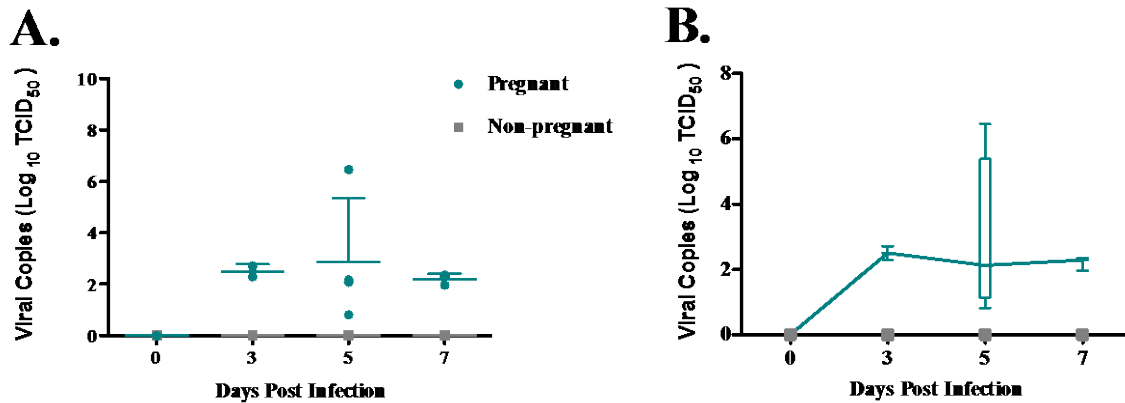 A.
Viral Copies (Log 10 TCID50)
10
8
6
4
2
0
0 3 5 7
Days Post Infection
Pregnant
Non-pregnant
B.
Viral Copies (Log 10 TCID50)
8
6
4
2
0
0 3 5 7
Days Post Infection